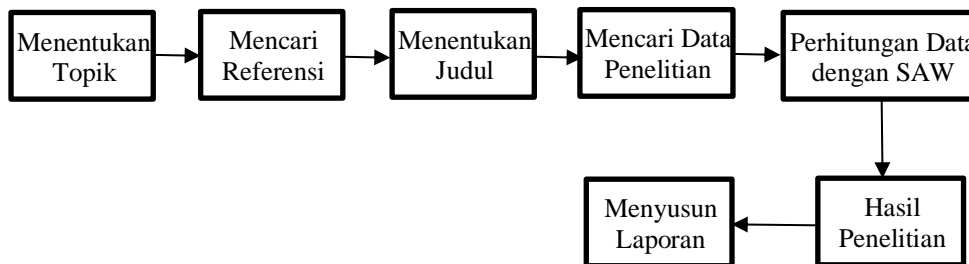 Menentukan
Topik
Mencari
Referensi
Menentukan
Judul
Mencari Data
Penelitian
Perhitungan Data
dengan SAW
Hasil
Penelitian
Menyusun
Laporan